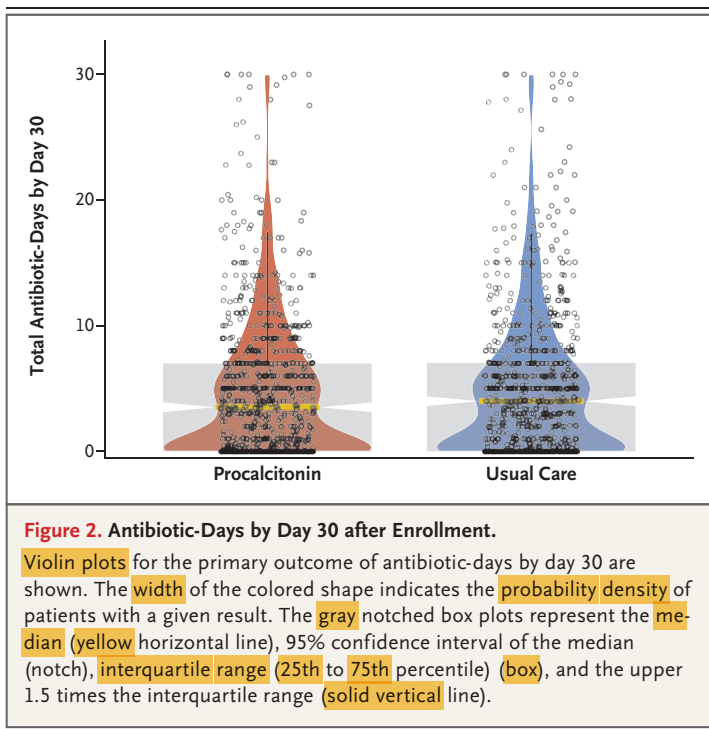 Total Antibiotic-Days by Day 30
30
20
10
0
Procalcitonin
Usual Care
Figure 2. Antibiotic-Days by Day 30 after Enrollment.
Violin plots for the primary outcome of antibiotic-days by day 30 are
shown. The width of the colored shape indicates the probability density of
patients with a given result. The gray notched box plots represent the me-
dian (yellow horizontal line), 95% confidence interval of the median
(notch), interquartile range (25th to 75th percentile) (box), and the upper
1.5 times the interquartile range (solid vertical line).